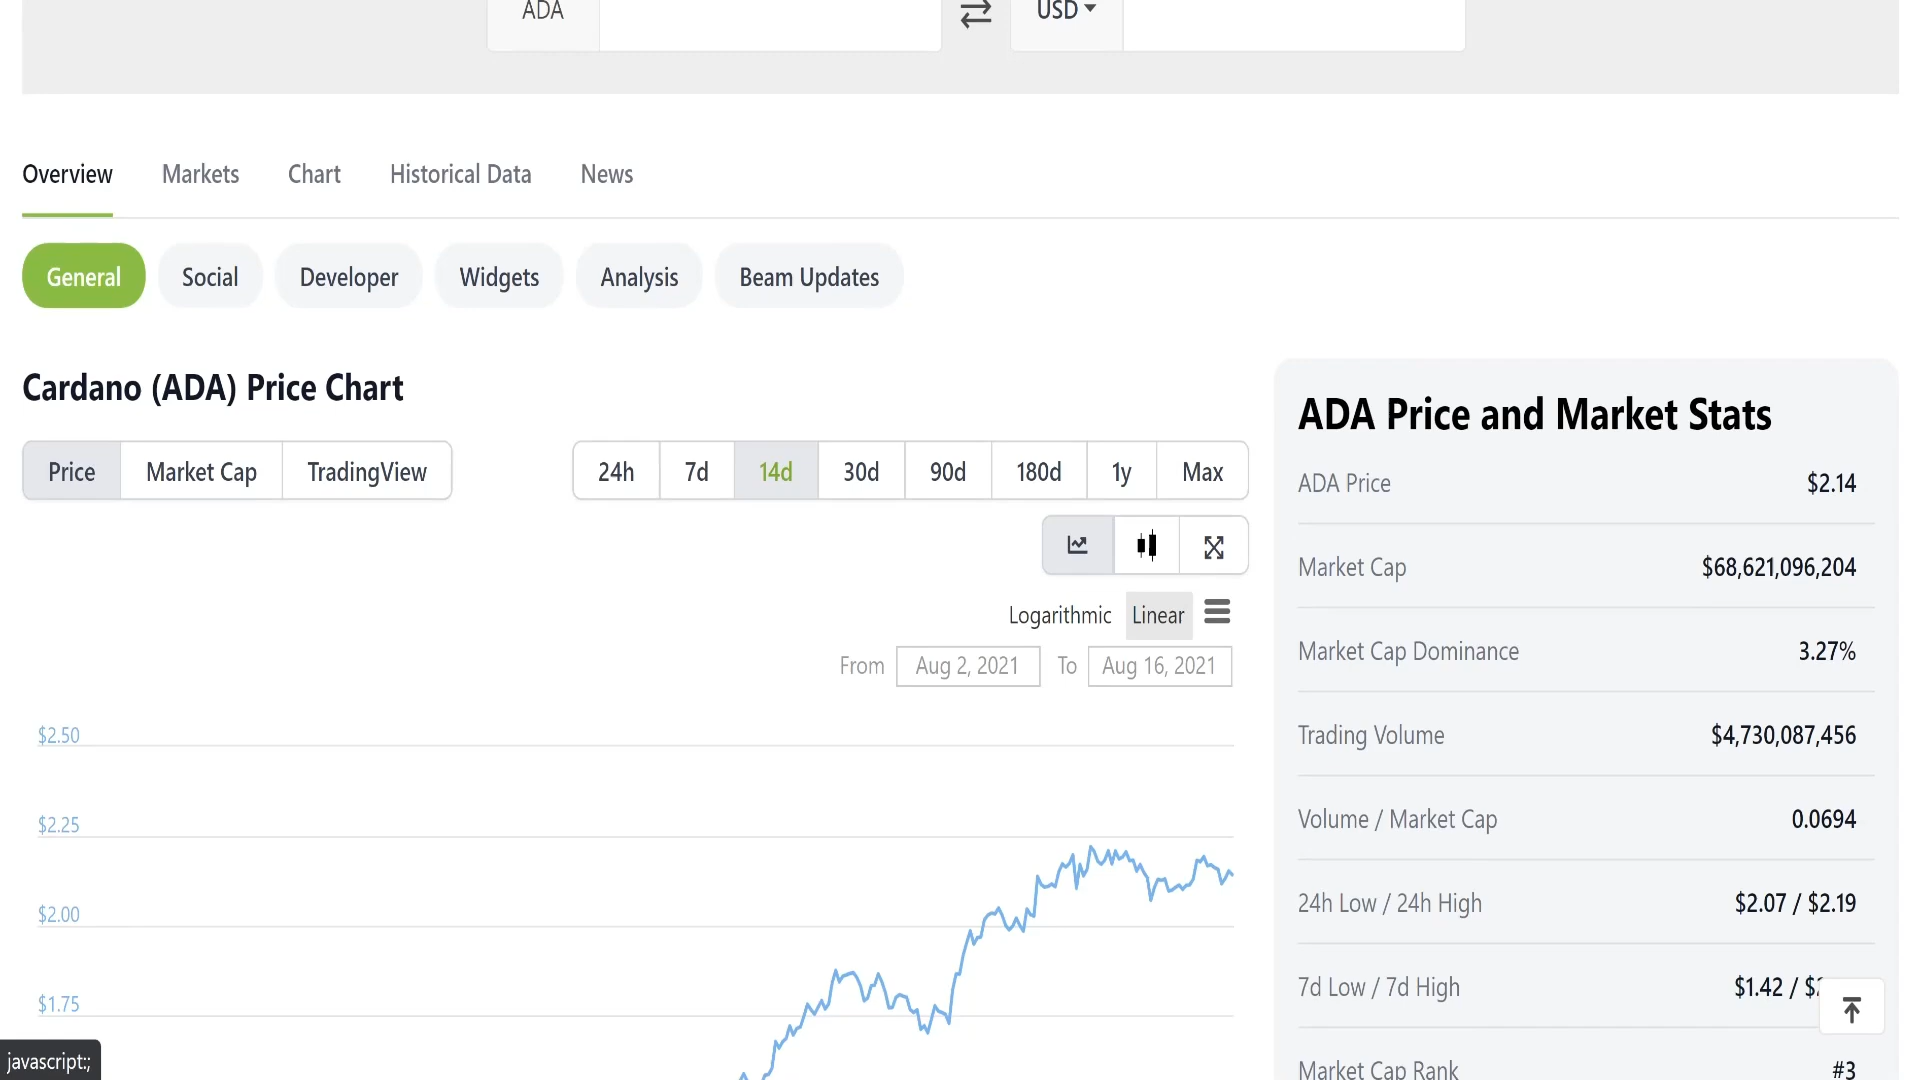 ADA USD
Overview Markets Chart Historical Data News
General Social Developer Widgets Analysis Beam Updates
Cardano (ADA) Price Chart
Price Market Cap TradingView 24h 7d 14d 30d 90d 180d 1y Max
Logarithmic Linear
From Aug 2, 2021 To Aug 16, 2021
$2.50
$2.25
$2.00
$1.75
javascript:;
ADA Price and Market Stats
ADA Price $2.14
Market Cap $68,621,096,204
Market Cap Dominance 3.27%
Trading Volume $4,730,087,456
Volume / Market Cap 0.0694
24h Low / 24h High $2.07 / $2.19
7d Low / 7d High $1.42 /
Market Cap Rank #3